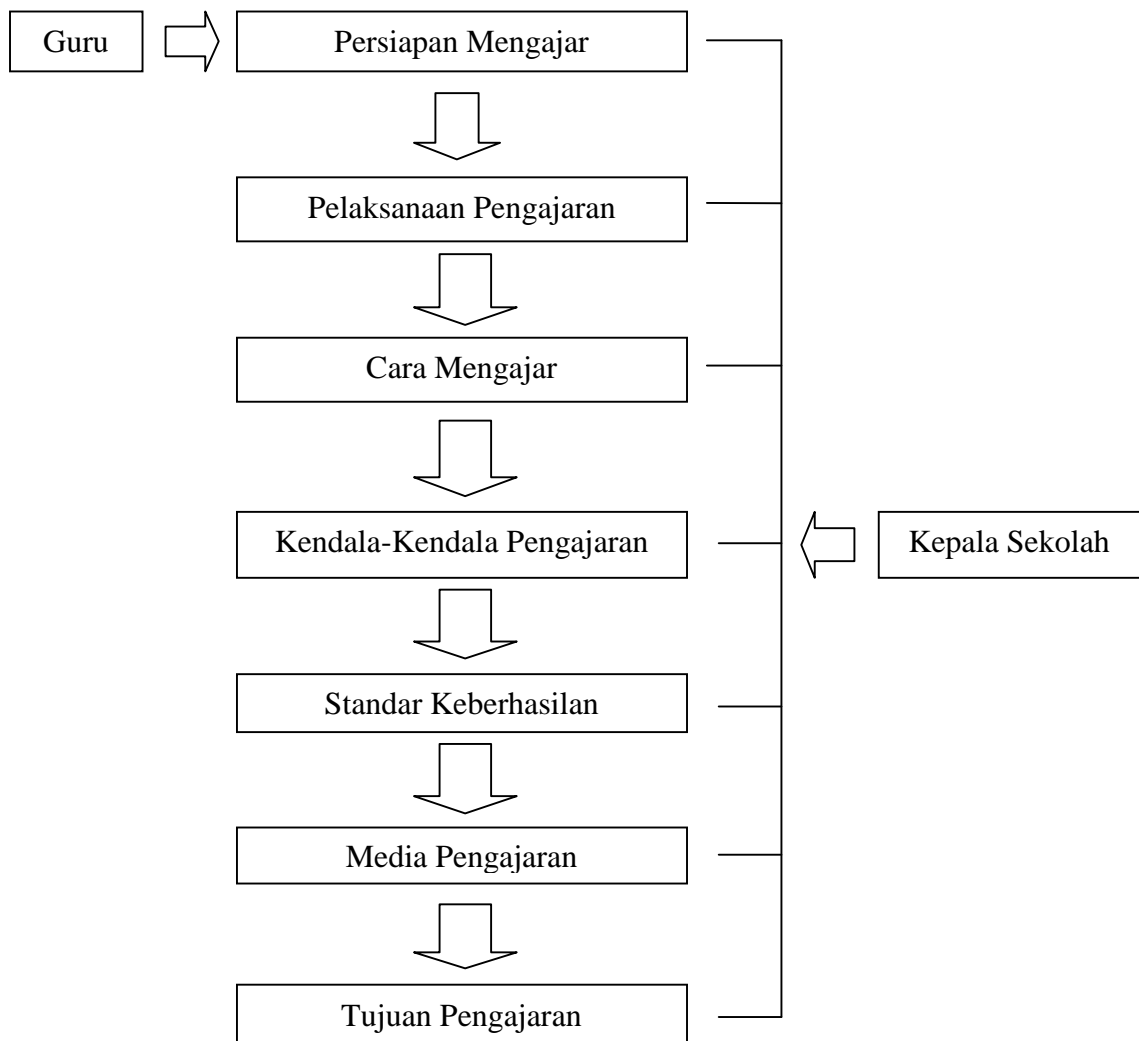 Guru
Persiapan Mengajar
Pelaksanaan Pengajaran
Cara Mengajar
Kendala-Kendala Pengajaran
Kepala Sekolah
Standar Keberhasilan
Media Pengajaran
Tujuan Pengajaran